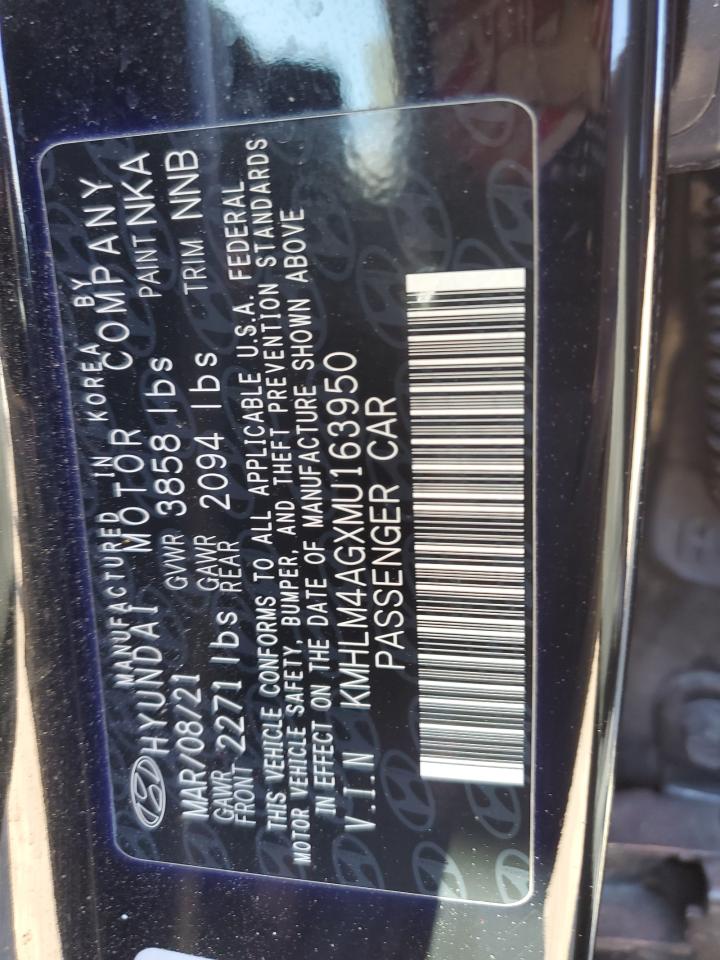 MANUFACTURED IN KOREA BY
HYUNDAI MOTOR COMPANY
MAR/08/21 GVWR 3858 lbs PAINT NKA
GAWR FRONT 2271 lbs GAWR REAR 2094 lbs TRIM NNB
THIS VEHICLE CONFORMS TO ALL APPLICABLE U.S.A. FEDERAL
MOTOR VEHICLE SAFETY, BUMPER, AND THEFT PREVENTION STANDARDS
IN EFFECT ON THE DATE OF MANUFACTURE SHOWN ABOVE
V.I.N KMHLM4AGXMU163950
PASSENGER CAR